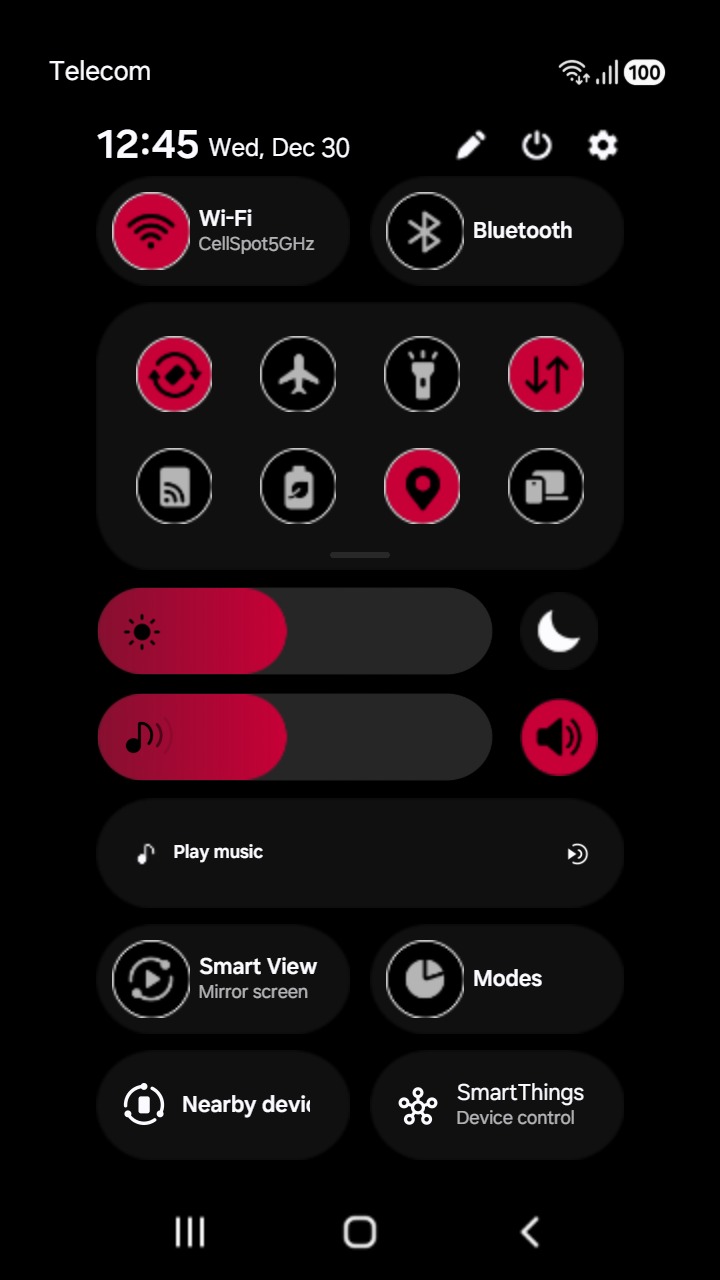 Telecom
100
12:45 Wed, Dec 30
Wi-Fi
CellSpot5GHz
Bluetooth
Play music
Smart View
Mirror screen
Modes
Nearby devic
SmartThings
Device control